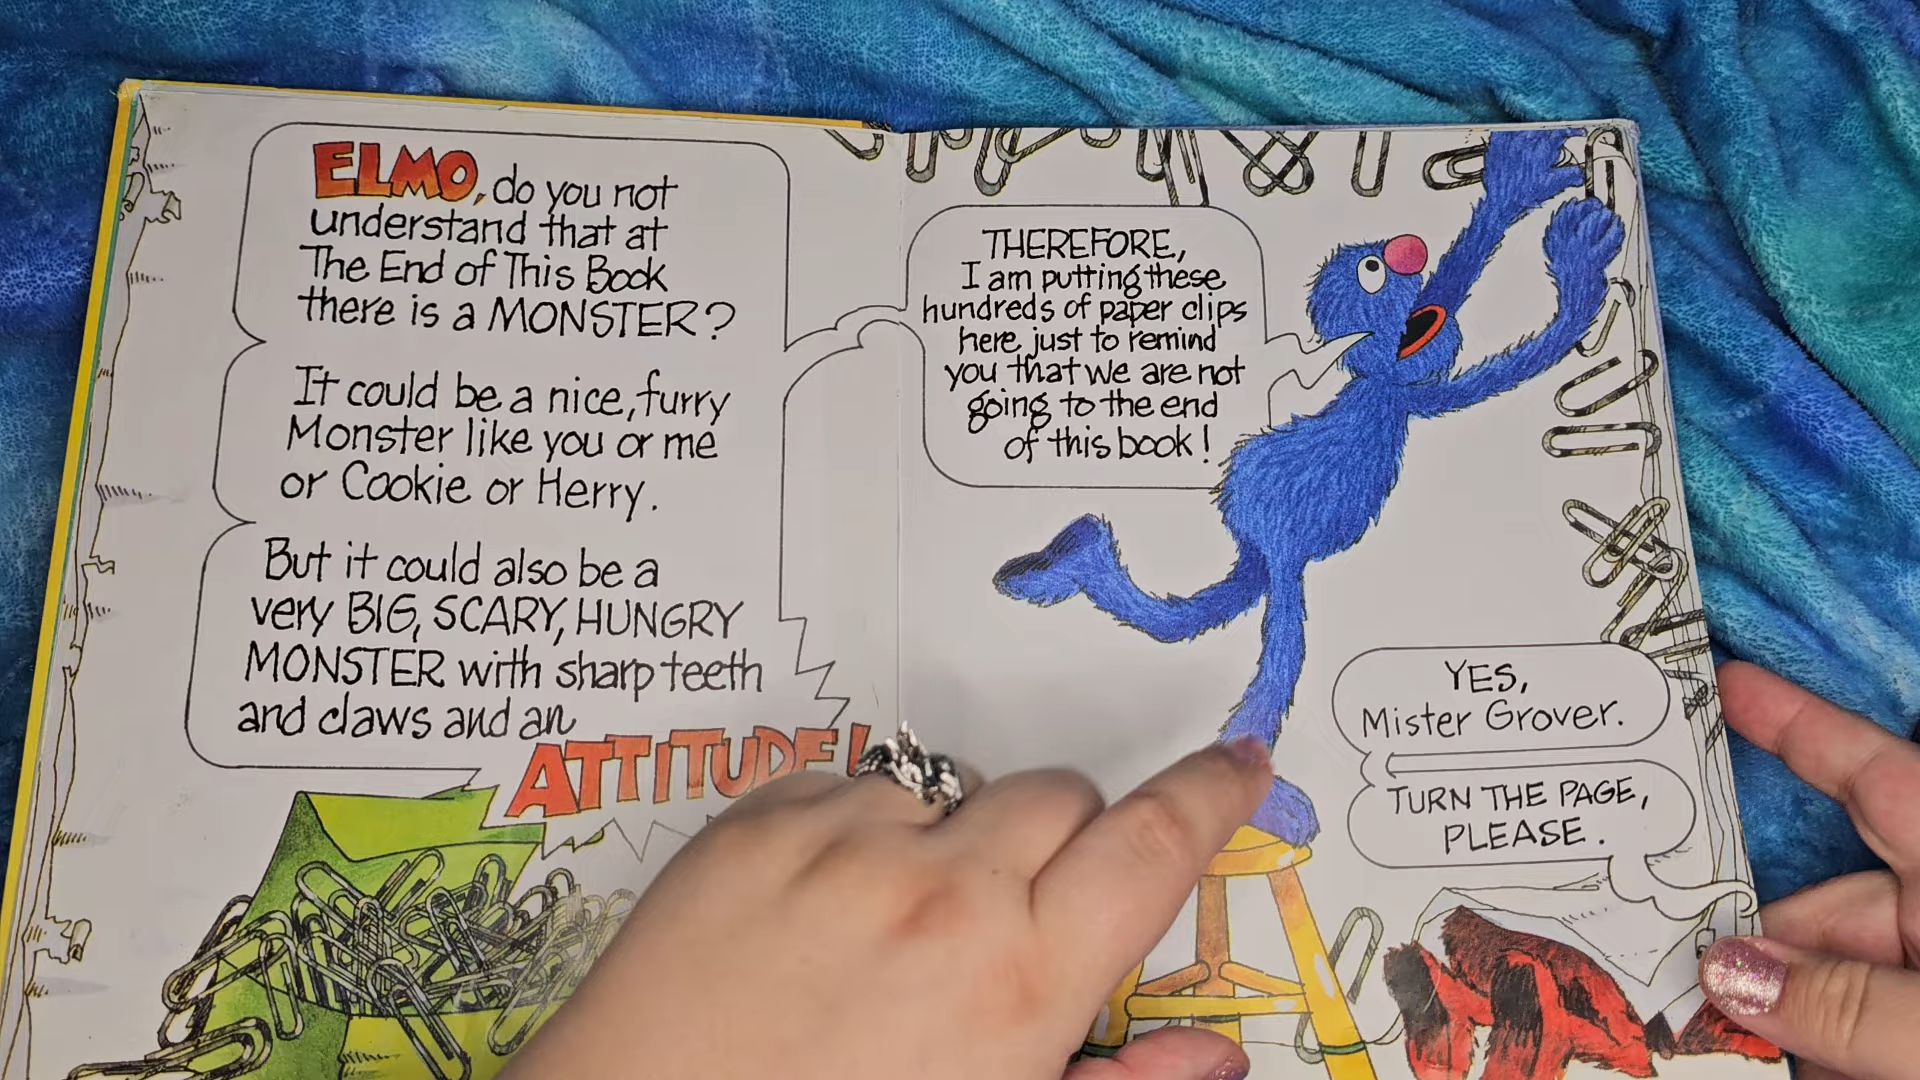 ELMO, do you not
understand that at
The End of This Book
there is a MONSTER?
It could be a nice, furry
Monster like you or me
or Cookie or Herry.
But it could also be a
very BIG, SCARY, HUNGRY
MONSTER with sharp teeth
and claws and an
ATTITUDE!
THEREFORE,
I am putting these
hundreds of paper clips
here just to remind
you that we are not
going to the end
of this book!
YES,
Mister Grover.
TURN THE PAGE,
PLEASE.